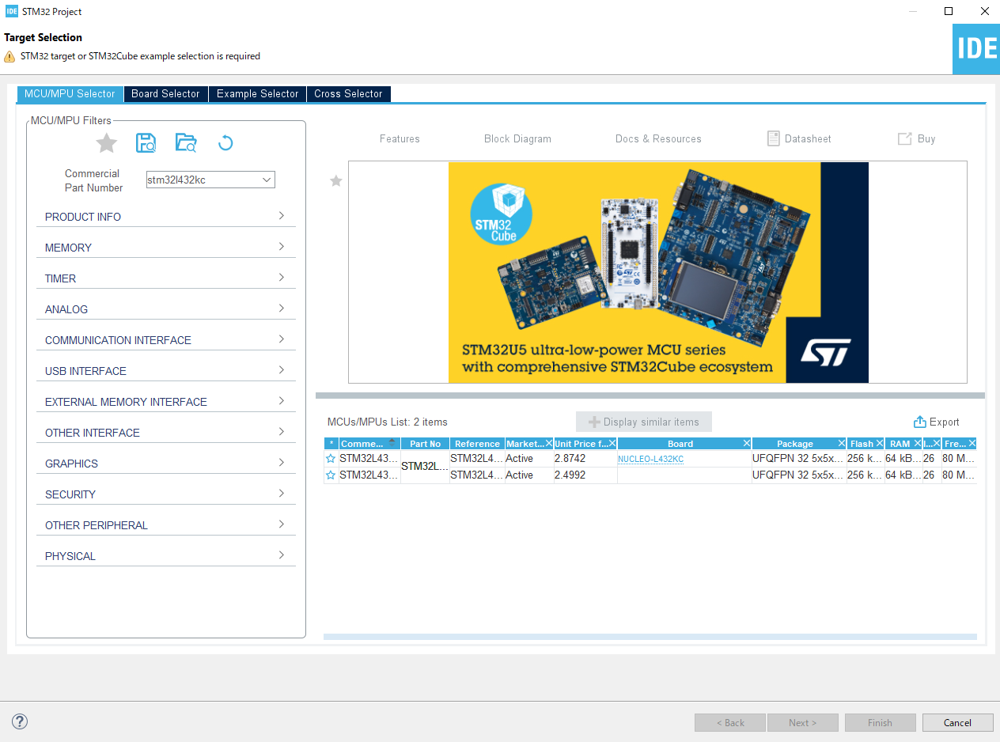 IDE STM32 Project
Target Selection
STM32 target or STM32Cube example selection is required
IDE
MCU/MPU Selector
Board Selector
Example Selector
Cross Selector
MCU/MPU Filters
Commercial
Part Number
stm32l432kc
PRODUCT INFO
MEMORY
TIMER
ANALOG
COMMUNICATION INTERFACE
USB INTERFACE
EXTERNAL MEMORY INTERFACE
OTHER INTERFACE
GRAPHICS
SECURITY
OTHER PERIPHERAL
PHYSICAL
Features
Block Diagram
Docs & Resources
Datasheet
Buy
STM32
Cube
STM32U5 ultra-low-power MCU series
with comprehensive STM32Cube ecosystem
ST
MCUs/MPUs List: 2 items
Display similar items
Export
* Comme... Part No Reference Market... Unit Price f... Board Package Flash RAM I... Fre...
STM32L43... STM32L... STM32L4... Active 2.8742 NUCLEO-L432KC UFQFPN 32 5x5x... 256 k... 64 kB... 26 80 M...
STM32L43... STM32L4... Active 2.4992 UFQFPN 32 5x5x... 256 k... 64 kB... 26 80 M...
?
< Back
Next >
Finish
Cancel